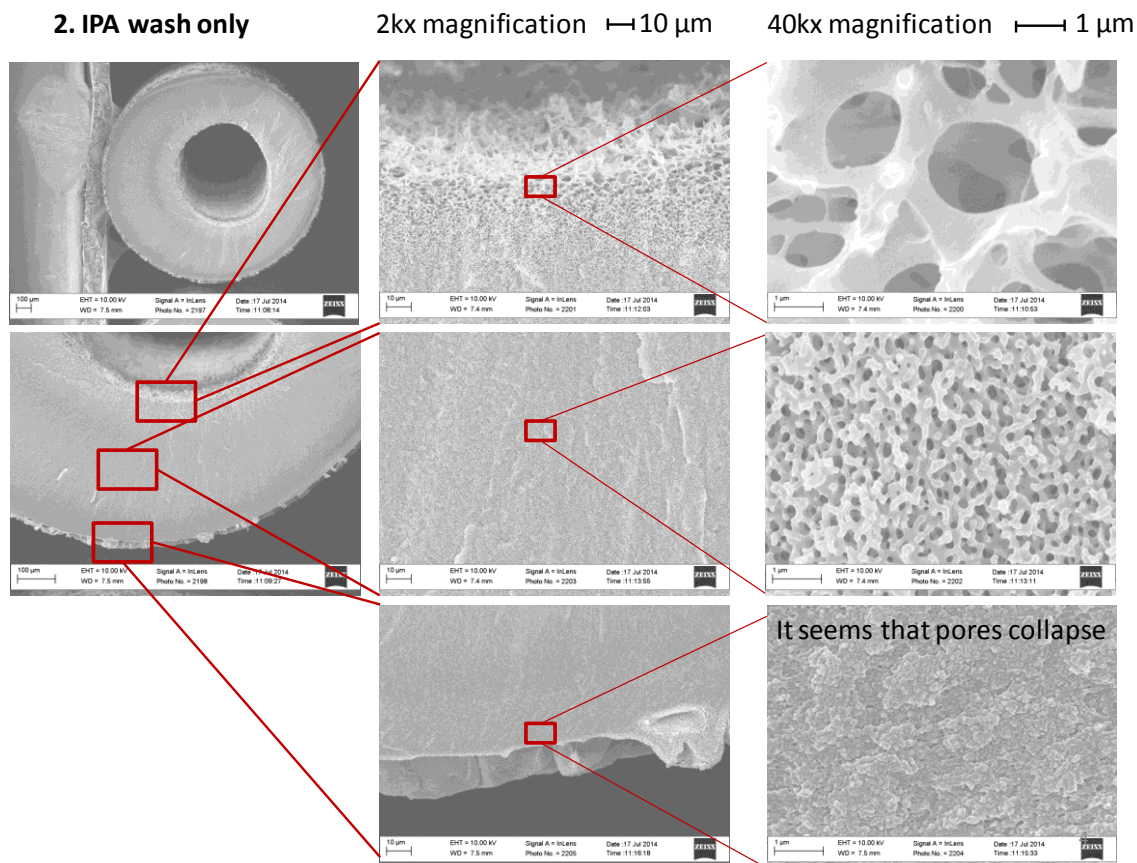 2. IPA wash only
2kx magnification 10 µm
40kx magnification 1 µm
100 µm EHT = 10.00 kV Signal A = InLens Date :17 Jul 2014 ZEISS
WD = 7.5 mm Photo No. = 2197 Time :11:08:14
10 µm EHT = 10.00 kV Signal A = InLens Date :17 Jul 2014 ZEISS
WD = 7.4 mm Photo No. = 2201 Time :11:12:03
1 µm EHT = 10.00 kV Signal A = InLens Date :17 Jul 2014 ZEISS
WD = 7.4 mm Photo No. = 2200 Time :11:10:53
100 µm EHT = 10.00 kV Signal A = InLens Date :17 Jul 2014 ZEISS
WD = 7.5 mm Photo No. = 2198 Time :11:09:27
10 µm EHT = 10.00 kV Signal A = InLens Date :17 Jul 2014 ZEISS
WD = 7.4 mm Photo No. = 2203 Time :11:13:55
1 µm EHT = 10.00 kV Signal A = InLens Date :17 Jul 2014 ZEISS
WD = 7.4 mm Photo No. = 2202 Time :11:13:11
It seems that pores collapse
10 µm EHT = 10.00 kV Signal A = InLens Date :17 Jul 2014 ZEISS
WD = 7.5 mm Photo No. = 2205 Time :11:16:18
1 µm EHT = 10.00 kV Signal A = InLens Date :17 Jul 2014 ZEISS
WD = 7.5 mm Photo No. = 2204 Time :11:15:33